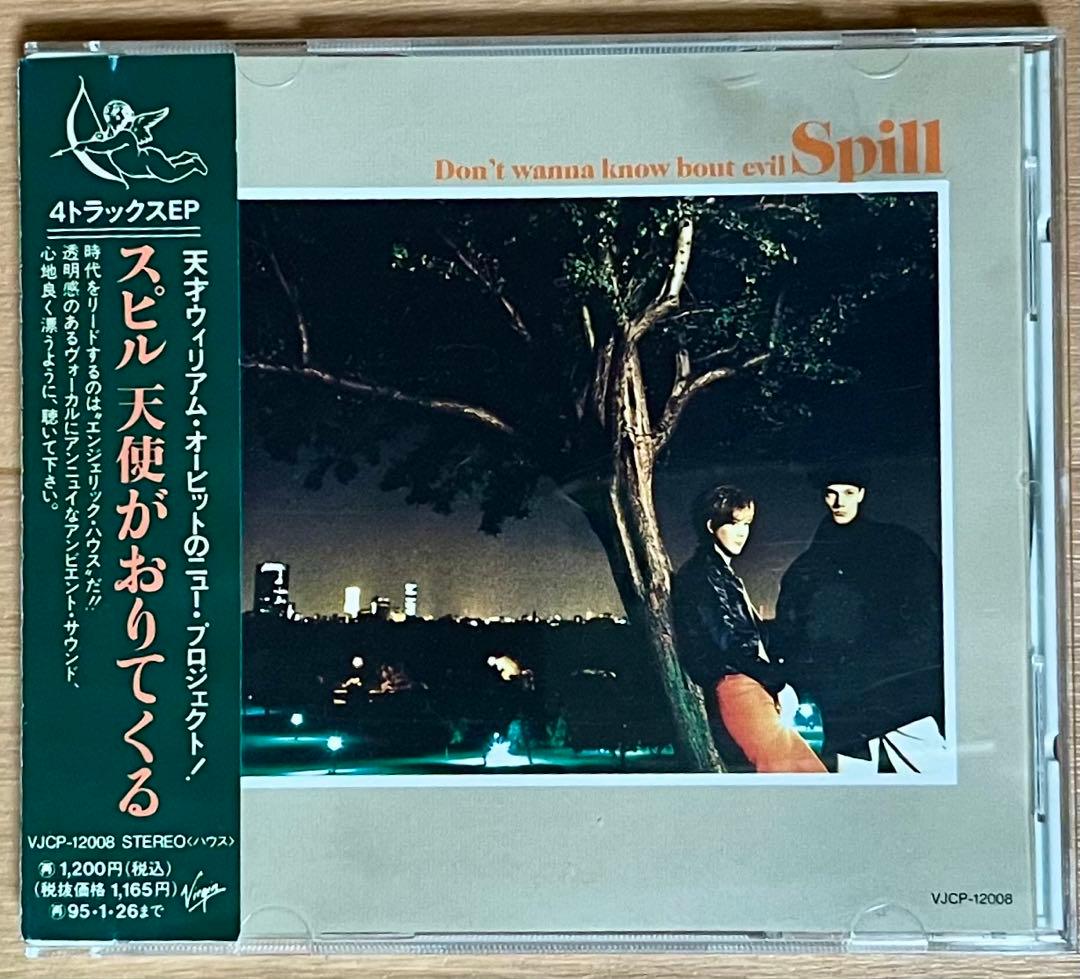 4トラックスEP
天才ウィリアム・オービットのニュー・プロジェクト!
スピル 天使がおりてくる
時代をリードするのは“エンジェリック・ハウス”だ!!
透明感のあるヴォーカルにアンニュイなアンビエント・サウンド、
心地良く漂うように、聴いて下さい。
VJCP-12008 STEREO〈ハウス〉
再 1,200円(税込)
(税抜価格 1,165円)
Virgin
再 95・1・26まで
Don't wanna know bout evil Spill
VJCP-12008